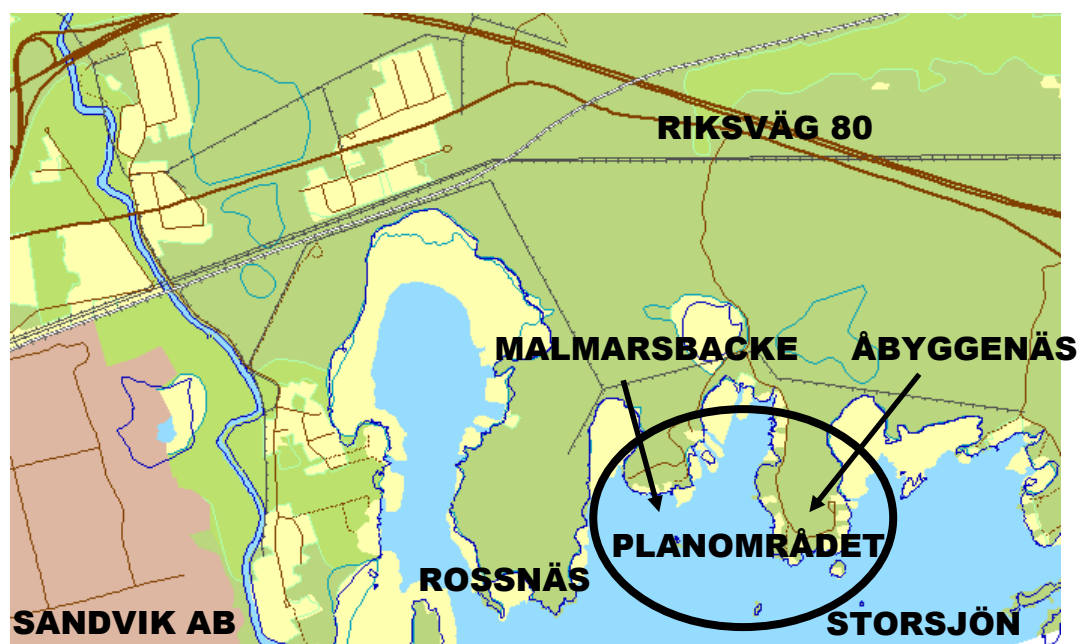 RIKSVÄG 80
MALMARSBACKE
ÅBYGGENÄS
PLANOMRÅDET
ROSSNÄS
SANDVIK AB
STORSJÖN